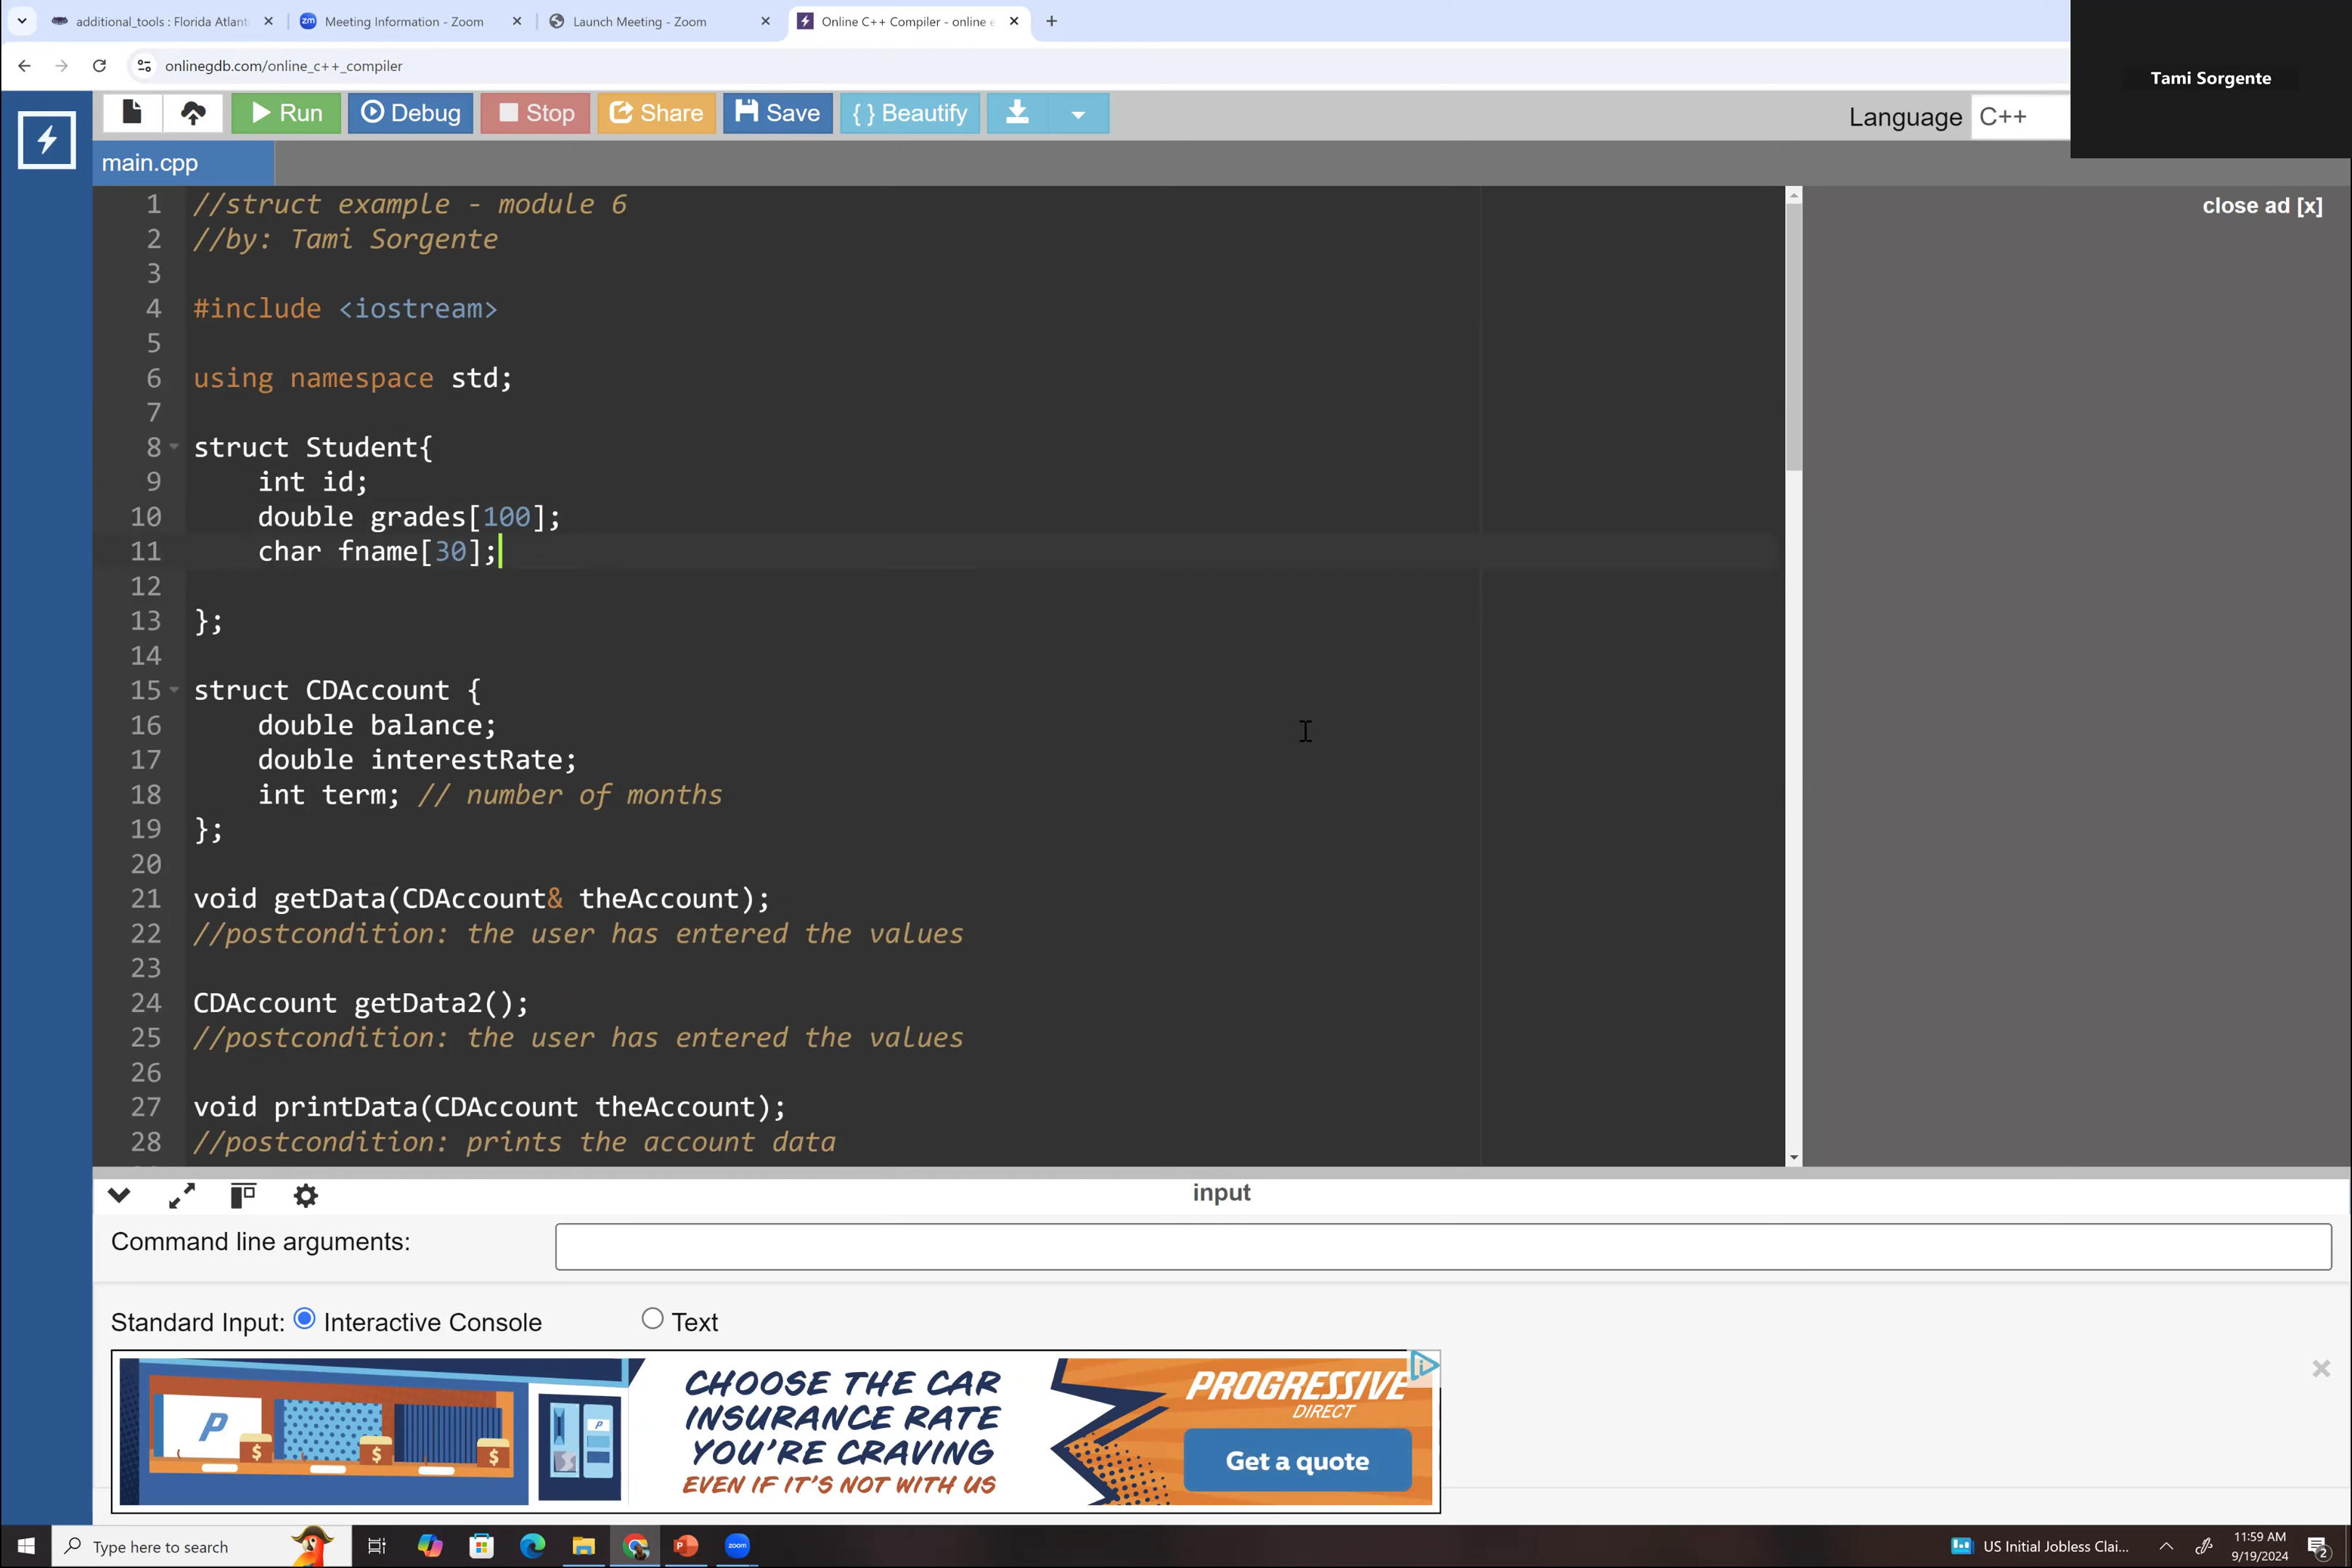 additional_tools : Florida Atlant
Meeting Information - Zoom
Launch Meeting - Zoom
Online C++ Compiler - online e
onlinegdb.com/online_c++_compiler
Tami Sorgente
Run
Debug
Stop
Share
Save
{ } Beautify
Language
C++
main.cpp
close ad [x]
1 //struct example - module 6
2 //by: Tami Sorgente
3
4 #include <iostream>
5
6 using namespace std;
7
8 struct Student{
9 int id;
10 double grades[100];
11 char fname[30];
12
13 };
14
15 struct CDAccount {
16 double balance;
17 double interestRate;
18 int term; // number of months
19 };
20
21 void getData(CDAccount& theAccount);
22 //postcondition: the user has entered the values
23
24 CDAccount getData2();
25 //postcondition: the user has entered the values
26
27 void printData(CDAccount theAccount);
28 //postcondition: prints the account data
input
Command line arguments:
Standard Input: Interactive Console Text
CHOOSE THE CAR
INSURANCE RATE
YOU'RE CRAVING
EVEN IF IT'S NOT WITH US
PROGRESSIVE
DIRECT
Get a quote
Type here to search
zoom
US Initial Jobless Clai...
11:59 AM
9/19/2024
2